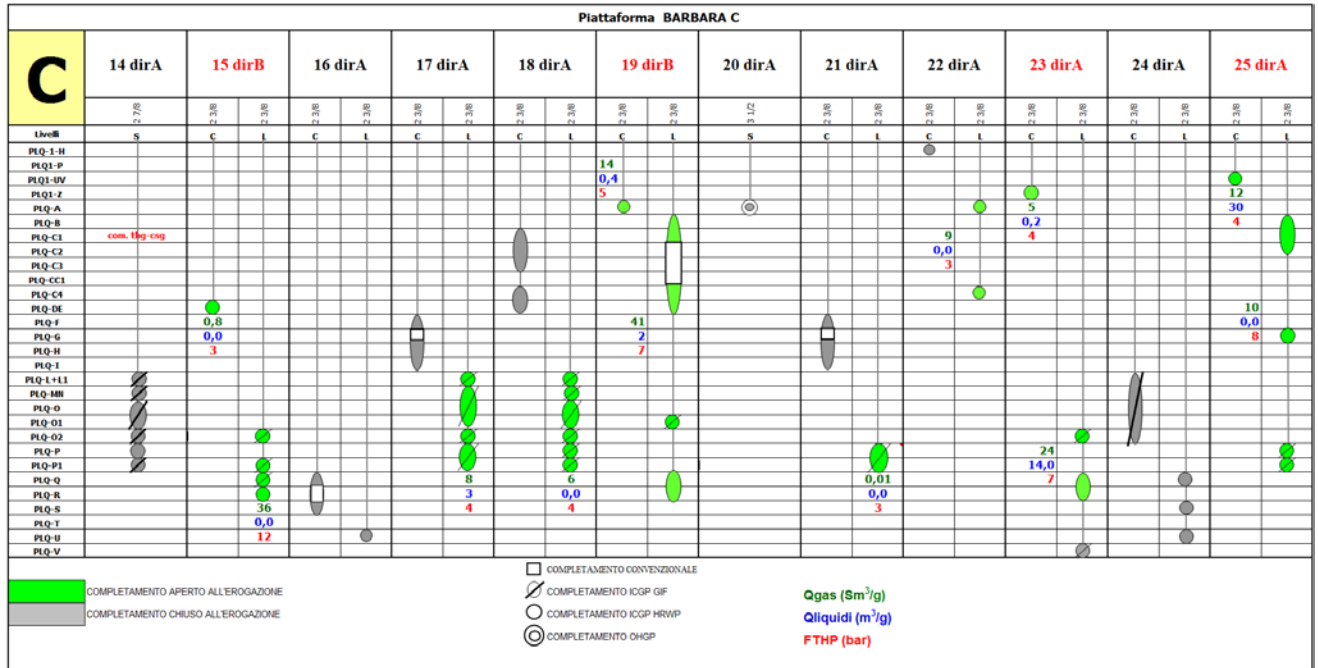 Piattaforma BARBARA C
C
14 dirA 15 dirB 16 dirA 17 dirA 18 dirA 19 dirB 20 dirA 21 dirA 22 dirA 23 dirA 24 dirA 25 dirA
2 7/8 2 3/8 2 3/8 2 3/8 2 3/8 2 3/8 2 3/8 2 3/8 2 3/8 2 3/8 2 3/8 3 1/2 2 3/8 2 3/8 2 3/8 2 3/8 2 3/8 2 3/8 2 3/8 2 3/8 2 3/8 2 3/8
Livelli S C L C L C L C L C L S C L C L C L C L C L
PLQ-1-H
PLQ1-P 14
PLQ1-UV 0,4
PLQ1-Z 5 12
PLQ-A 5 30
PLQ-B 0,2 4
PLQ-C1 com. tbg-csg 9 4
PLQ-C2 0,0
PLQ-C3 3
PLQ-CC1
PLQ-C4
PLQ-DE 10
PLQ-F 0,8 41 0,0
PLQ-G 0,0 2 8
PLQ-H 3 7
PLQ-I
PLQ-L+L1
PLQ-MN
PLQ-O
PLQ-O1
PLQ-O2
PLQ-P 24
PLQ-P1 14,0
PLQ-Q 8 6 0,01 7
PLQ-R 3 0,0 0,0
PLQ-S 36 4 4 3
PLQ-T 0,0
PLQ-U 12
PLQ-V
COMPLETAMENTO APERTO ALL'EROGAZIONE
COMPLETAMENTO CHIUSO ALL'EROGAZIONE
COMPLETAMENTO CONVENZIONALE
COMPLETAMENTO ICGP GIF
COMPLETAMENTO ICGP HRWP
COMPLETAMENTO OHGP
Qgas (Sm³/g)
Qliquidi (m³/g)
FTHP (bar)